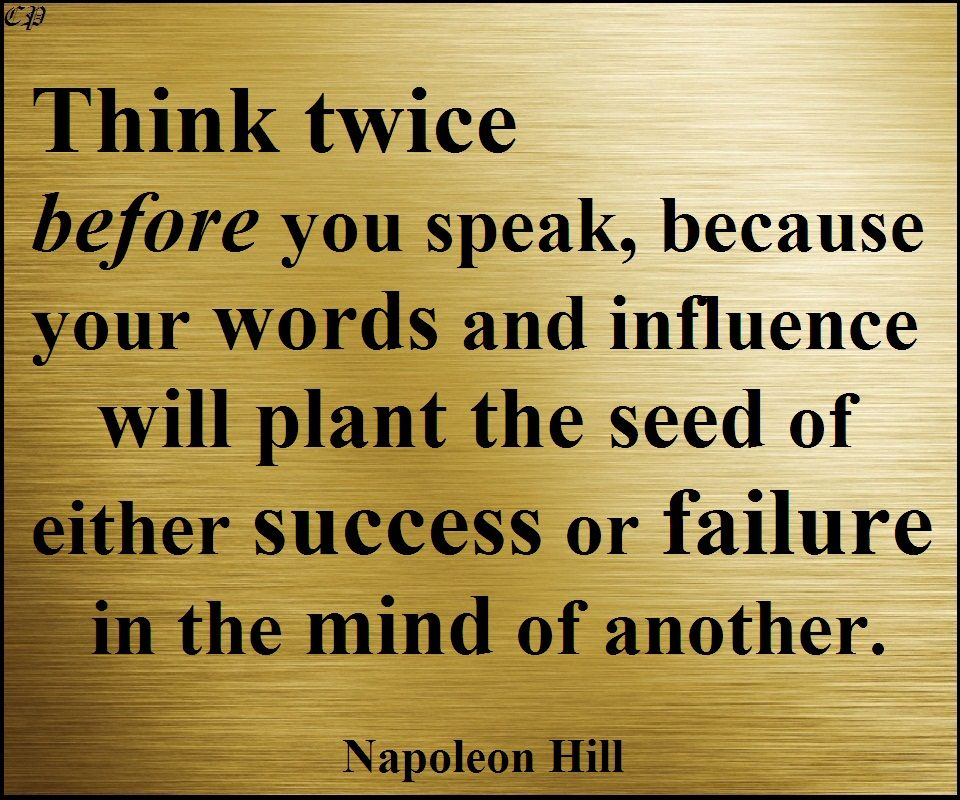 CP
Think twice
before you speak, because
your words and influence
will plant the seed of
either success or failure
in the mind of another.
Napoleon Hill